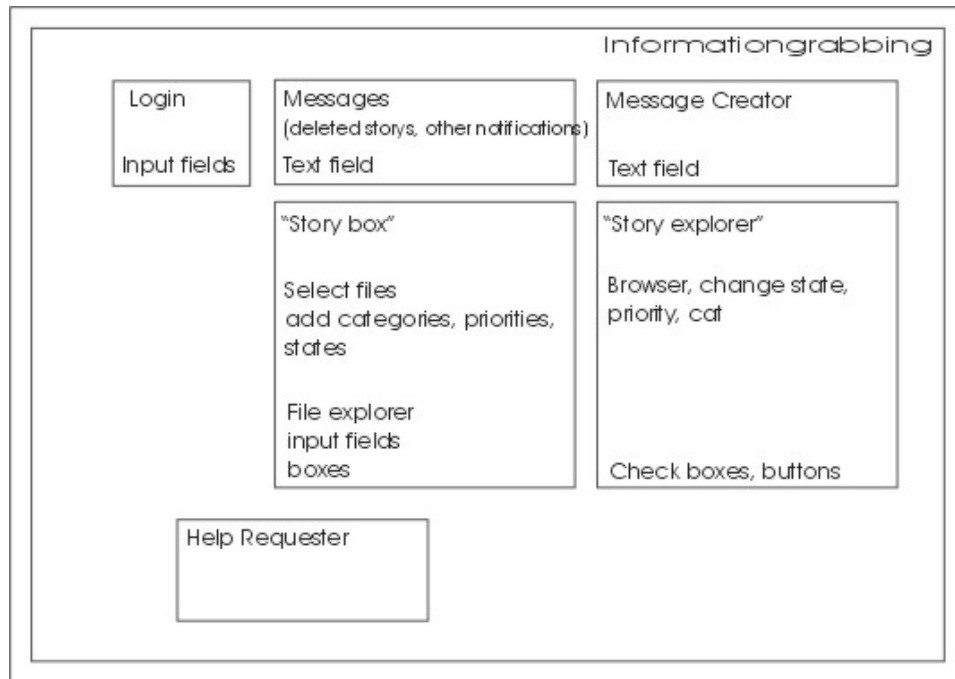 Informationgrabbing
Login
Input fields
Messages
(deleted storys, other notifications)
Text field
Message Creator
Text field
"Story box"
Select files
add categories, priorities,
states
File explorer
input fields
boxes
"Story explorer"
Browser, change state,
priority, cat
Check boxes, buttons
Help Requester